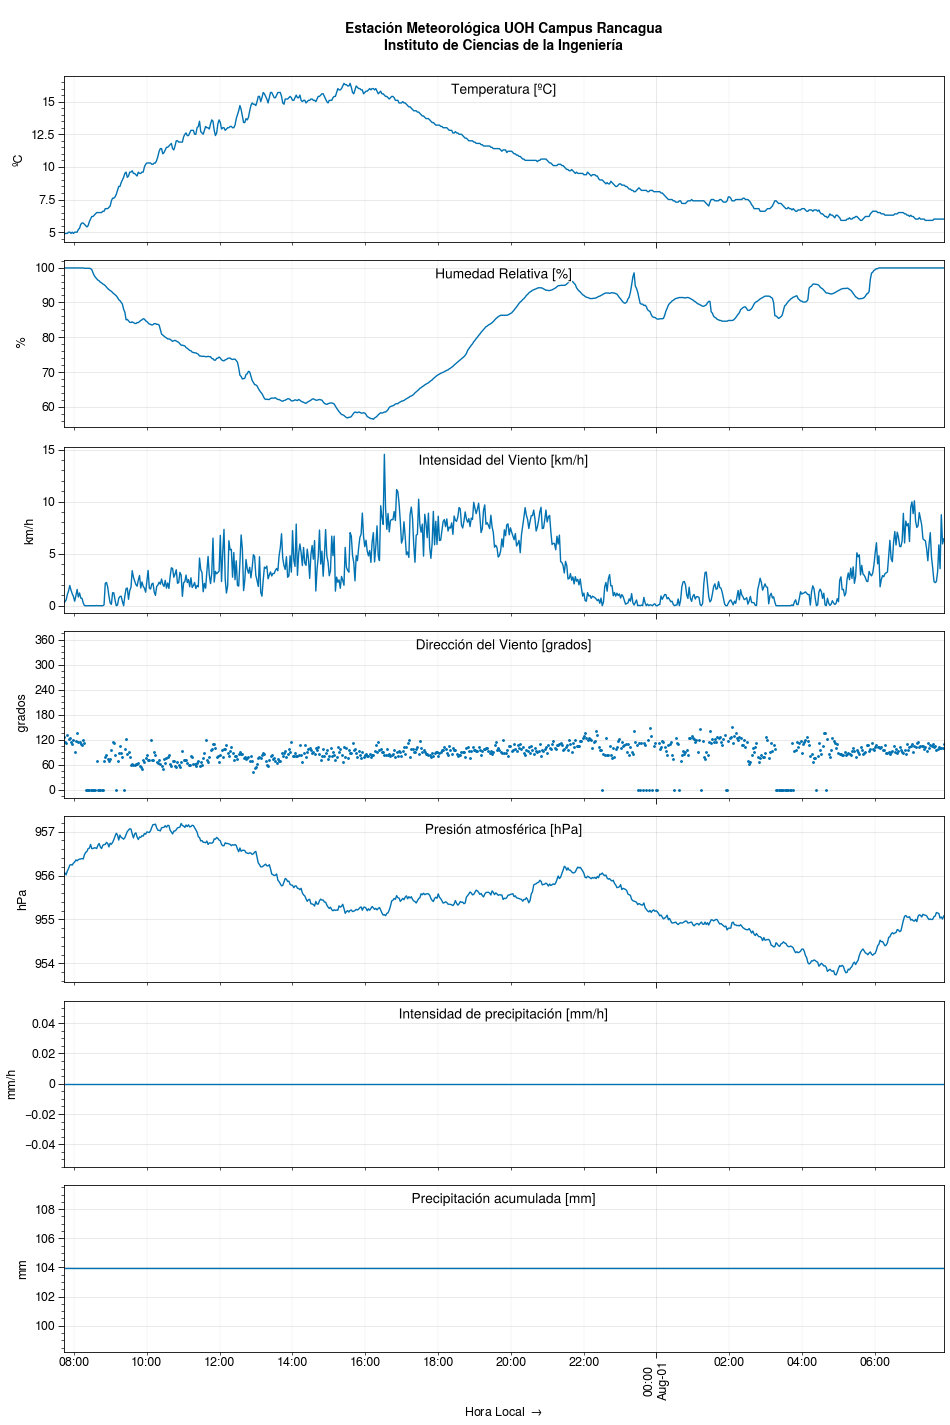 Estación Meteorológica UOH Campus Rancagua
Instituto de Ciencias de la Ingeniería
Temperatura [ºC]
15
12.5
10
7.5
5
ºC
Humedad Relativa [%]
100
90
80
70
60
%
Intensidad del Viento [km/h]
15
10
5
0
km/h
Dirección del Viento [grados]
360
300
240
180
120
60
0
grados
Presión atmosférica [hPa]
957
956
955
954
hPa
Intensidad de precipitación [mm/h]
0.04
0.02
0
−0.02
−0.04
mm/h
Precipitación acumulada [mm]
108
106
104
102
100
mm
08:00 10:00 12:00 14:00 16:00 18:00 20:00 22:00 00:00 02:00 04:00 06:00
Aug-01
Hora Local →